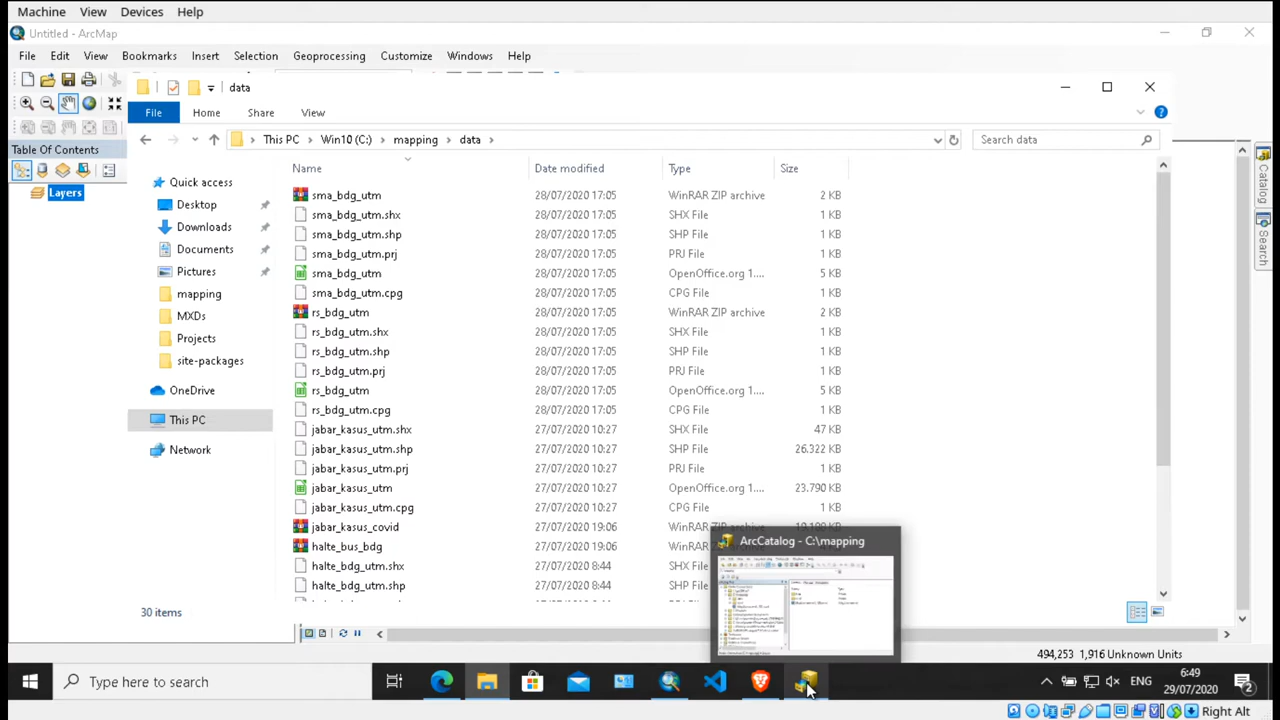 Machine View Devices Help
Untitled - ArcMap
File Edit View Bookmarks Insert Selection Geoprocessing Customize Windows Help
data
File Home Share View
This PC Win10 (C:) mapping data
Search data
Table Of Contents
Layers
Catalog
Search
Quick access
Desktop
Downloads
Documents
Pictures
mapping
MXDs
Projects
site-packages
OneDrive
This PC
Network
Name Date modified Type Size
sma_bdg_utm 28/07/2020 17:05 WinRAR ZIP archive 2 KB
sma_bdg_utm.shx 28/07/2020 17:05 SHX File 1 KB
sma_bdg_utm.shp 28/07/2020 17:05 SHP File 1 KB
sma_bdg_utm.prj 28/07/2020 17:05 PRJ File 1 KB
sma_bdg_utm 28/07/2020 17:05 OpenOffice.org 1.... 5 KB
sma_bdg_utm.cpg 28/07/2020 17:05 CPG File 1 KB
rs_bdg_utm 28/07/2020 17:05 WinRAR ZIP archive 2 KB
rs_bdg_utm.shx 28/07/2020 17:05 SHX File 1 KB
rs_bdg_utm.shp 28/07/2020 17:05 SHP File 1 KB
rs_bdg_utm.prj 28/07/2020 17:05 PRJ File 1 KB
rs_bdg_utm 28/07/2020 17:05 OpenOffice.org 1.... 5 KB
rs_bdg_utm.cpg 28/07/2020 17:05 CPG File 1 KB
jabar_kasus_utm.shx 27/07/2020 10:27 SHX File 47 KB
jabar_kasus_utm.shp 27/07/2020 10:27 SHP File 26.322 KB
jabar_kasus_utm.prj 27/07/2020 10:27 PRJ File 1 KB
jabar_kasus_utm 27/07/2020 10:27 OpenOffice.org 1.... 23.790 KB
jabar_kasus_utm.cpg 27/07/2020 10:27 CPG File 1 KB
jabar_kasus_covid 27/07/2020 19:06 WinRAR ZIP archive 19.100 KB
halte_bus_bdg 27/07/2020 19:06
halte_bus_bdg.shx 27/07/2020 8:44
halte_bus_bdg.shp 27/07/2020 8:44
30 items
ArcCatalog - C:\mapping
494,253 1,916 Unknown Units
Type here to search
ENG
6:49
29/07/2020
2
Right Alt